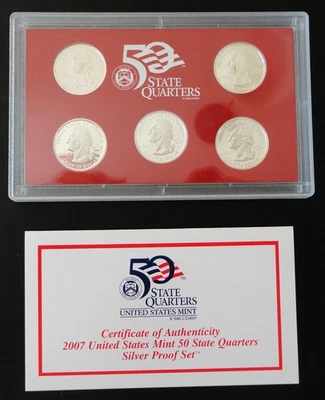 50
STATE
QUARTERS
50
STATE
QUARTERS
UNITED STATES MINT
Certificate of Authenticity
2007 United States Mint 50 State Quarters
Silver Proof Set™